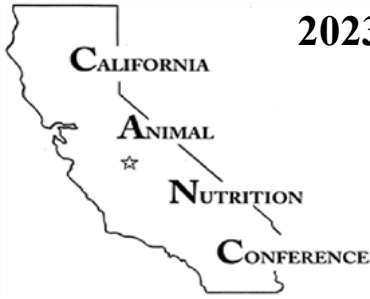 2023
CALIFORNIA
ANIMAL
NUTRITION
CONFERENCE